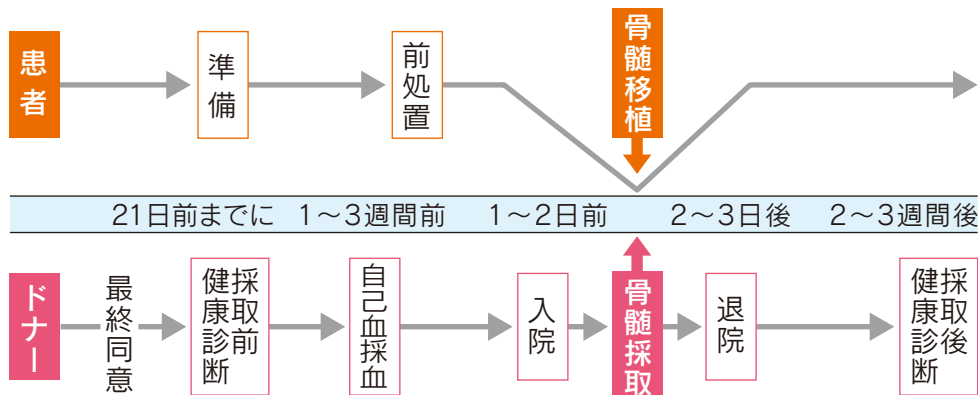 患者
準備
前処置
骨髄移植
21日前までに 1〜3週間前 1〜2日前 2〜3日後 2〜3週間後
ドナー
最終同意
採取前
健康診断
自己血採血
入院
骨髄採取
退院
採取後
健康診断